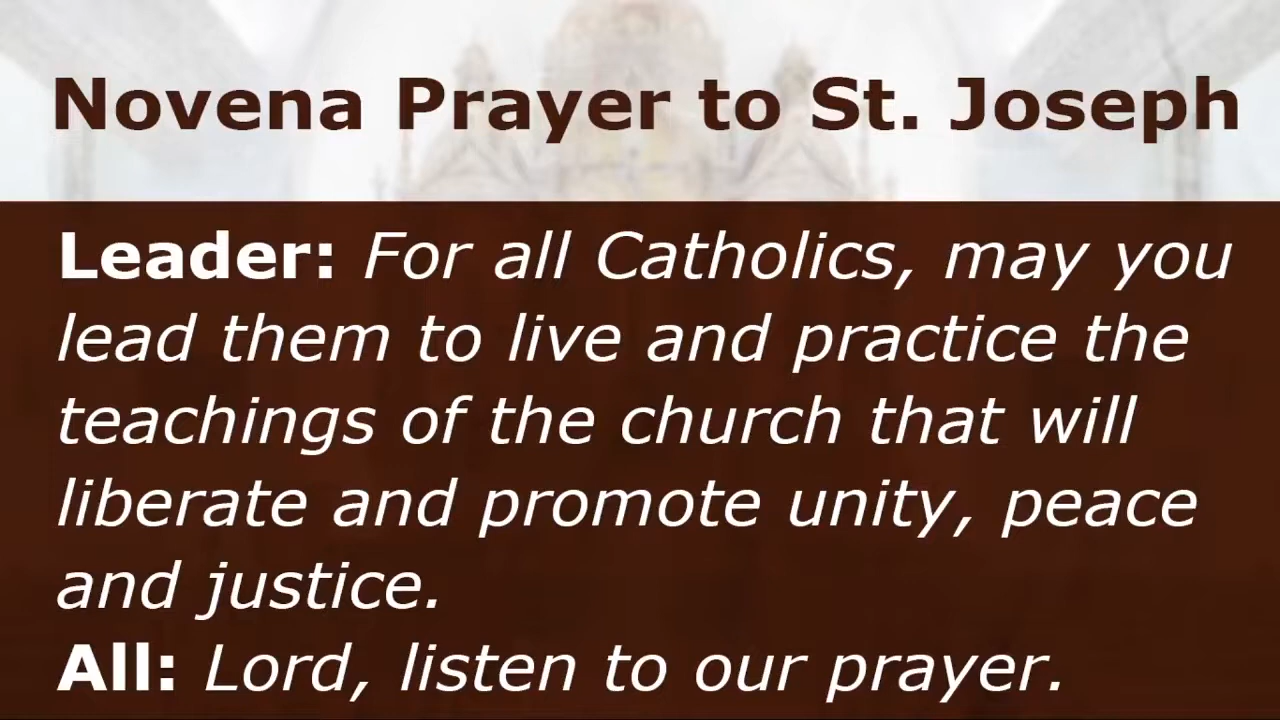 Novena Prayer to St. Joseph
Leader: For all Catholics, may you
lead them to live and practice the
teachings of the church that will
liberate and promote unity, peace
and justice.
All: Lord, listen to our prayer.